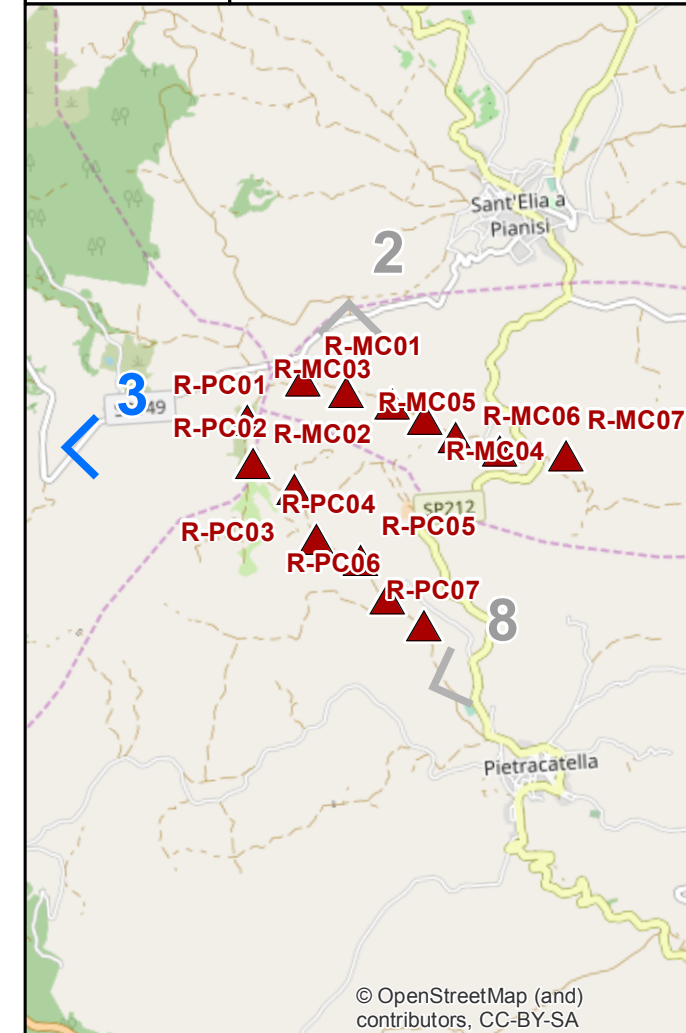 Sant'Elia a
Pianisi
2
R-MC01
R-MC03
3
R-PC01
R-MC05
R-MC06
R-MC07
R-PC02
R-MC02
R-MC04
R-PC04
SP212
R-PC03
R-PC05
R-PC06
R-PC07
8
Pietracatella
© OpenStreetMap (and)
contributors, CC-BY-SA